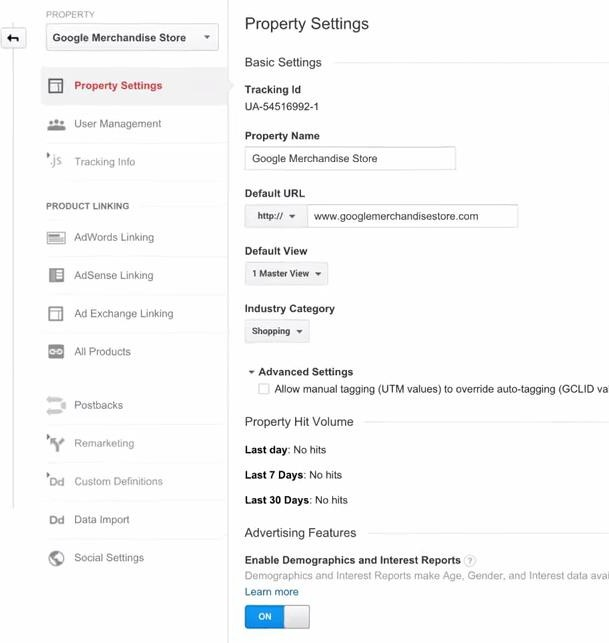 PROPERTY
Google Merchandise Store
Property Settings
User Management
.js Tracking Info
PRODUCT LINKING
AdWords Linking
AdSense Linking
Ad Exchange Linking
All Products
Postbacks
Remarketing
Dd Custom Definitions
Dd Data Import
Social Settings
Property Settings
Basic Settings
Tracking Id
UA-54516992-1
Property Name
Google Merchandise Store
Default URL
http:// www.googlemerchandisestore.com
Default View
1 Master View
Industry Category
Shopping
Advanced Settings
Allow manual tagging (UTM values) to override auto-tagging (GCLID va
Property Hit Volume
Last day: No hits
Last 7 Days: No hits
Last 30 Days: No hits
Advertising Features
Enable Demographics and Interest Reports ?
Demographics and Interest Reports make Age, Gender, and Interest data avai
Learn more
ON